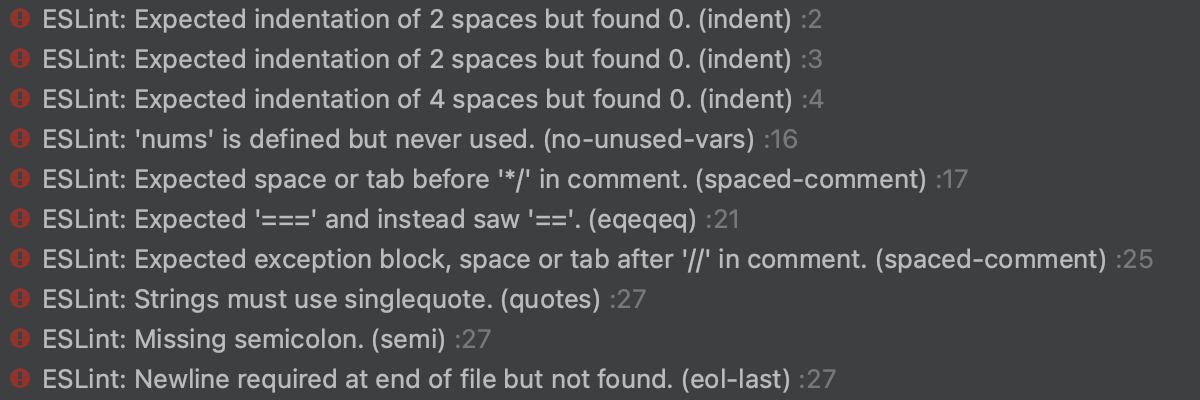 ESLint: Expected indentation of 2 spaces but found 0. (indent) :2
ESLint: Expected indentation of 2 spaces but found 0. (indent) :3
ESLint: Expected indentation of 4 spaces but found 0. (indent) :4
ESLint: 'nums' is defined but never used. (no-unused-vars) :16
ESLint: Expected space or tab before '*/' in comment. (spaced-comment) :17
ESLint: Expected '===' and instead saw '=='. (eqeqeq) :21
ESLint: Expected exception block, space or tab after '//' in comment. (spaced-comment) :25
ESLint: Strings must use singlequote. (quotes) :27
ESLint: Missing semicolon. (semi) :27
ESLint: Newline required at end of file but not found. (eol-last) :27